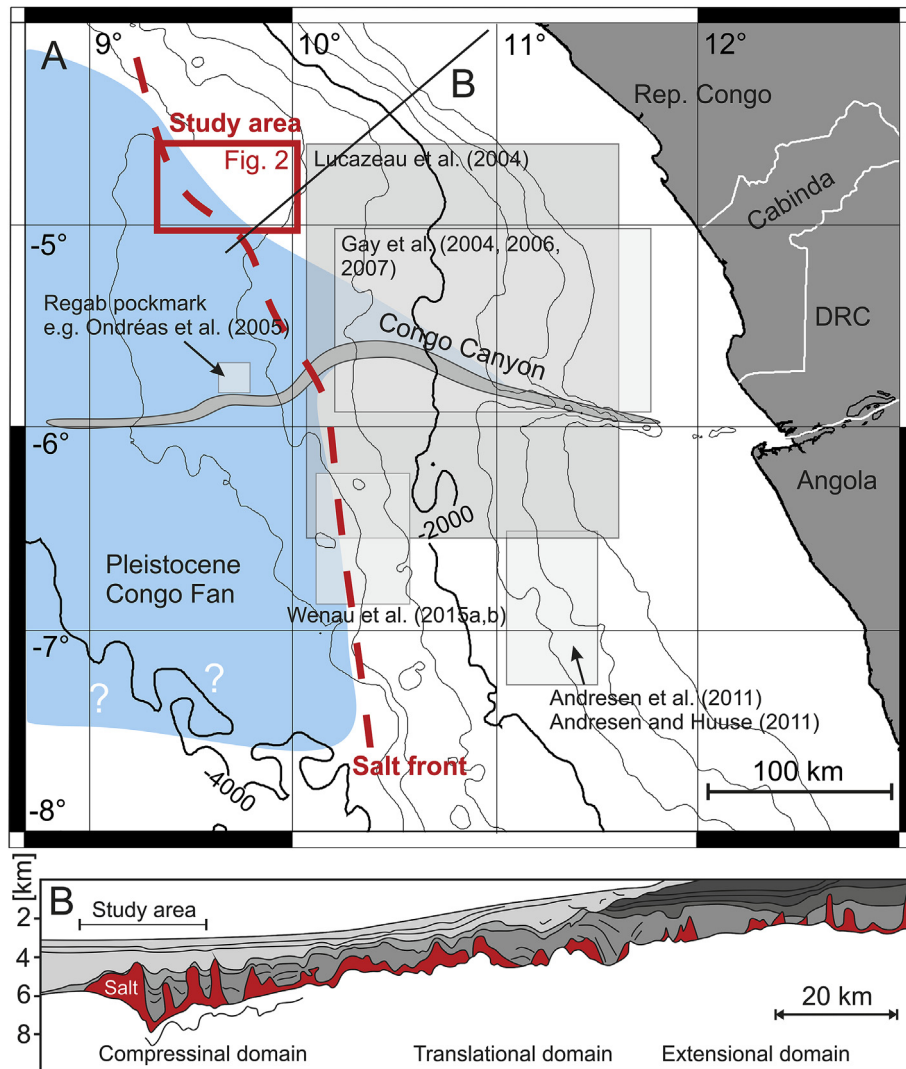 A
9°
10°
11°
12°
B
Rep. Congo
Study area
Fig. 2
Lucazeau et al. (2004)
Cabinda
-5°
Gay et al. (2004, 2006,
2007)
Regab pockmark
e.g. Ondréas et al. (2005)
Congo Canyon
DRC
-6°
Angola
-2000
Pleistocene
Congo Fan
Wenau et al. (2015a,b)
-7°
?
?
Andresen et al. (2011)
Andresen and Huuse (2011)
Salt front
-4000
100 km
-8°
[km]
B
Study area
2
4
6
8
Salt
20 km
Compressinal domain
Translational domain
Extensional domain